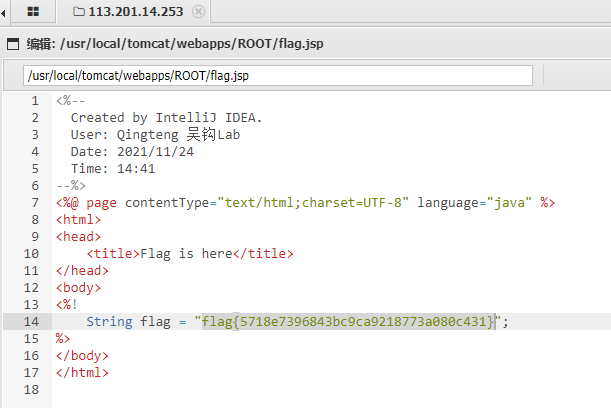 113.201.14.253
编辑: /usr/local/tomcat/webapps/ROOT/flag.jsp
/usr/local/tomcat/webapps/ROOT/flag.jsp
1 <%--
2 Created by IntelliJ IDEA.
3 User: Qingteng 吴钩Lab
4 Date: 2021/11/24
5 Time: 14:41
6 --%>
7 <%@ page contentType="text/html;charset=UTF-8" language="java" %>
8 <html>
9 <head>
10 <title>Flag is here</title>
11 </head>
12 <body>
13 <%!
14 String flag = "flag{5718e7396843bc9ca9218773a080c431}";
15 %>
16 </body>
17 </html>
18